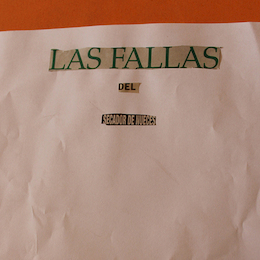 LAS FALLAS
DEL
SECADOR DE NUECES